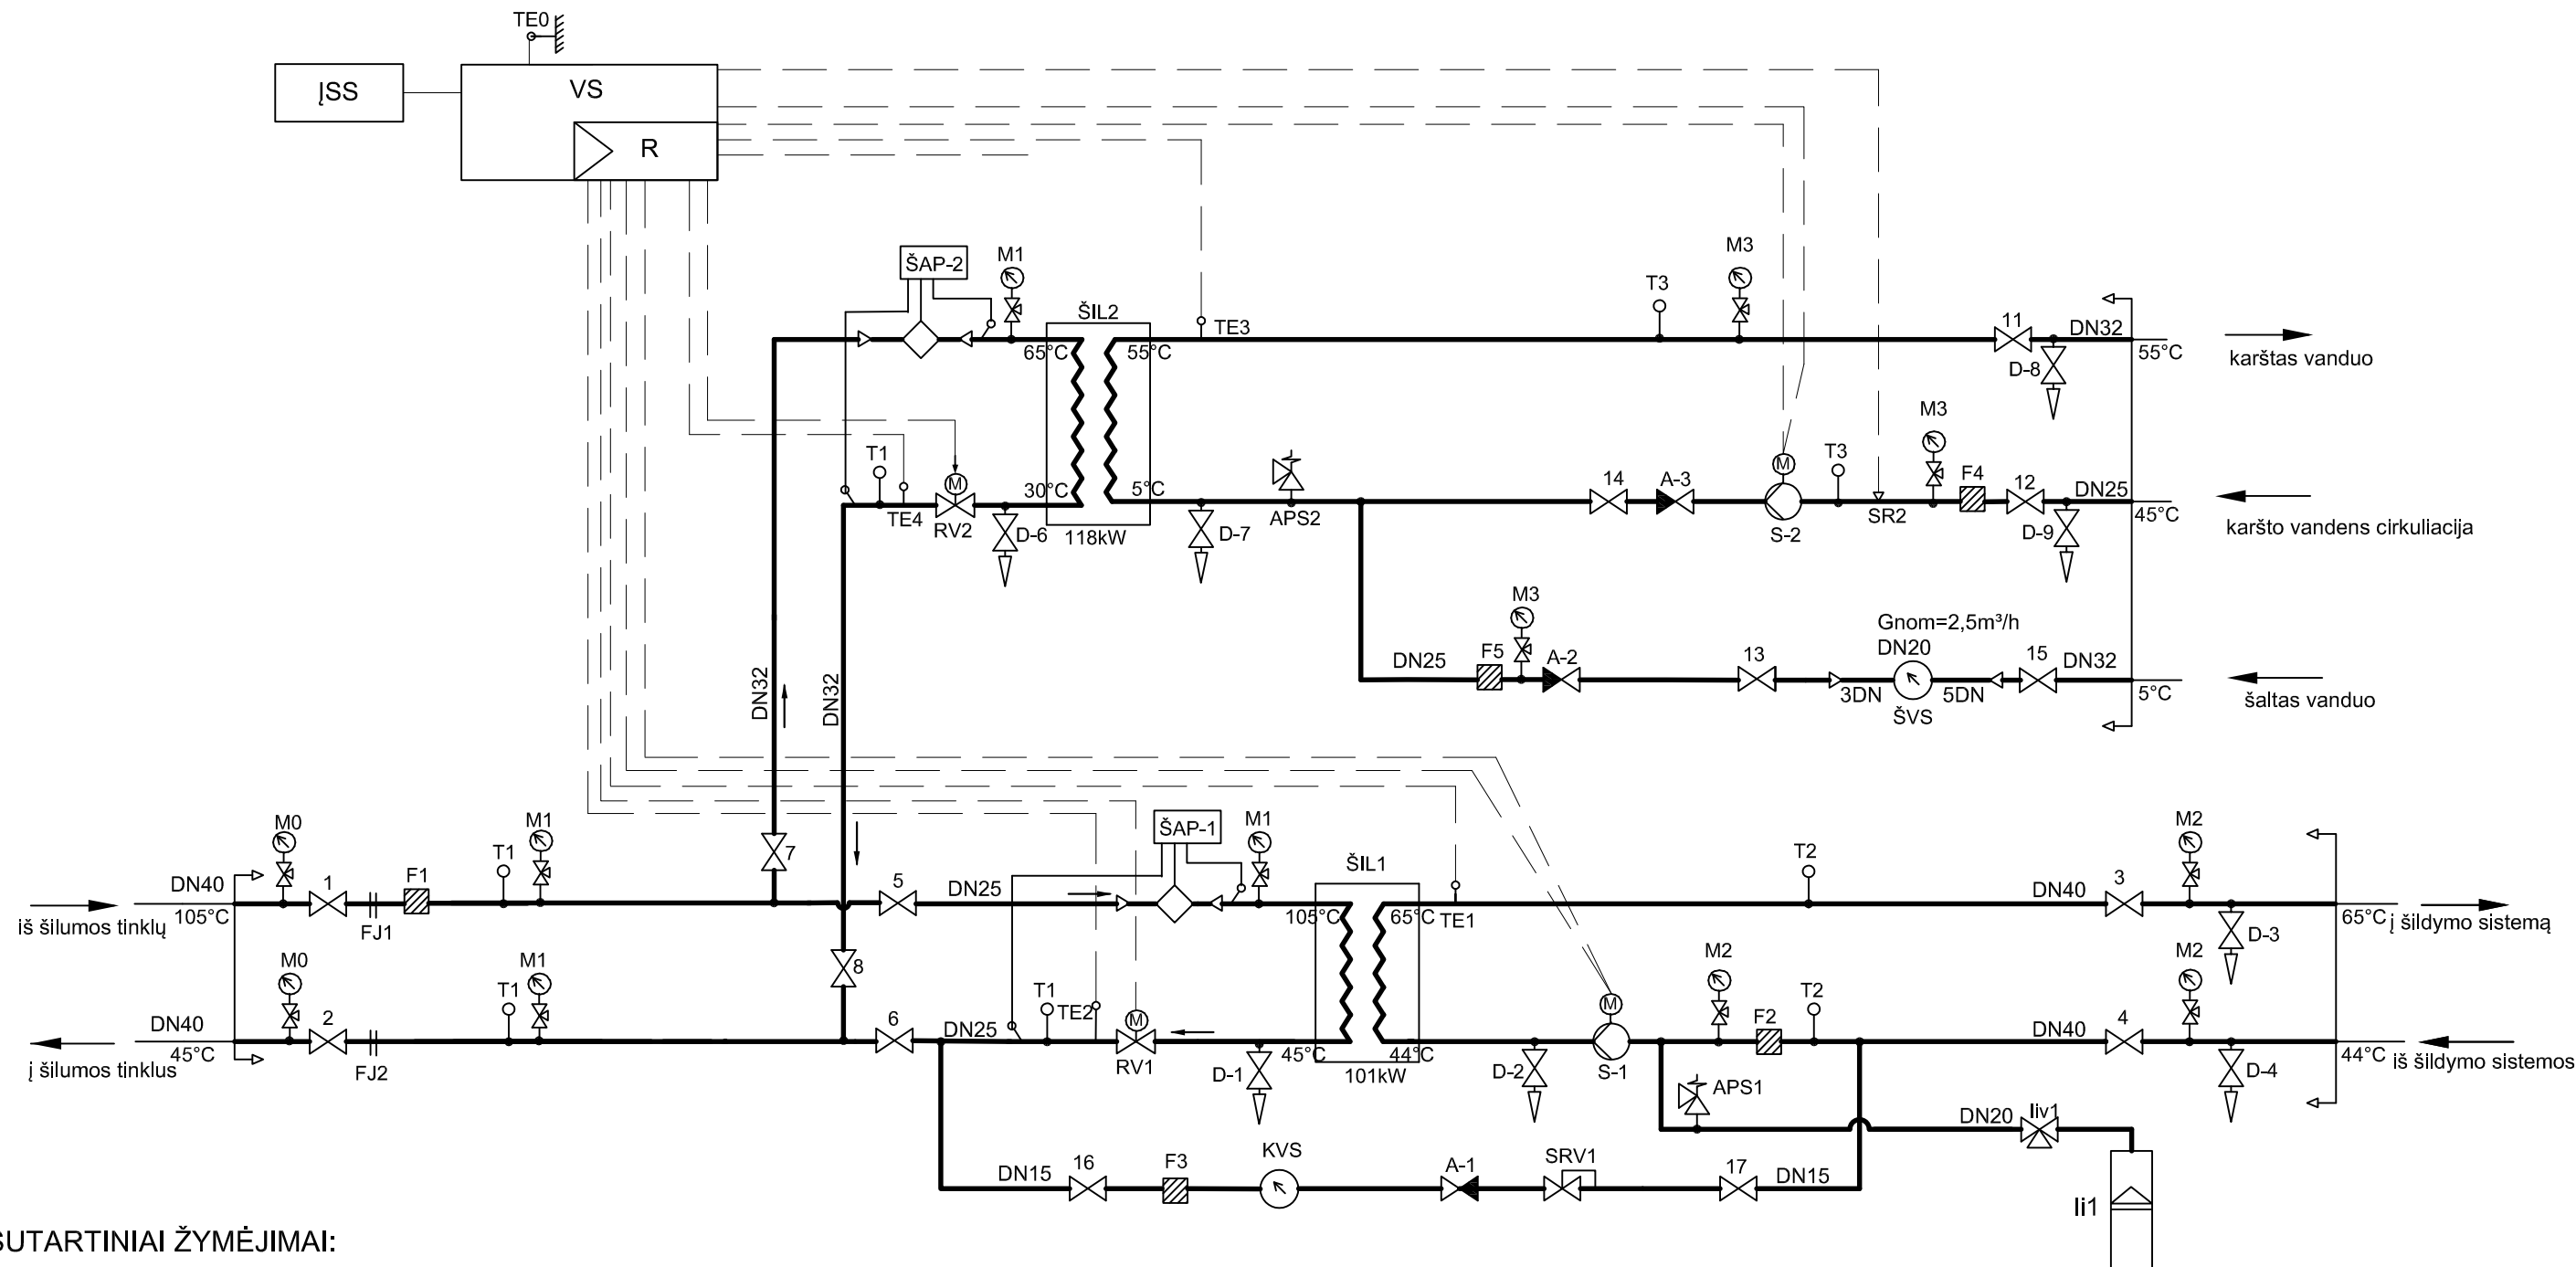 TE0
ĮSS
VS
R
ŠAP-2
M1
M3
T3
ŠIL2
TE3
11
DN32
65°C
55°C
55°C
D-8
karštas vanduo
M3
T1
M
M
T3
F4
14
A-3
12
DN25
30°C
5°C
TE4
RV2
D-6
118kW
D-7
APS2
S-2
SR2
D-9
45°C
karšto vandens cirkuliacija
M3
Gnom=2,5m³/h
DN20
F5
A-2
13
15
DN25
DN32
3DN
5DN
5°C
ŠVS
šaltas vanduo
DN32
DN32
M0
M1
ŠAP-1
M1
M2
T1
7
ŠIL1
T2
DN40
1
F1
5
DN25
DN40
3
105°C
105°C
65°C
TE1
65°C
iš šilumos tinklų
FJ1
D-3
į šildymo sistemą
M0
M1
8
M2
M2
T1
T1
TE2
M
M
T2
DN40
2
6
DN25
F2
DN40
4
45°C
45°C
44°C
44°C
į šilumos tinklus
FJ2
RV1
D-1
101kW
D-2
S-1
D-4
iš šildymo sistemos
APS1
DN20
Iiv1
DN15
16
F3
KVS
A-1
SRV1
17
DN15
Ii1
SUTARTINIAI ŽYMĖJIMAI: